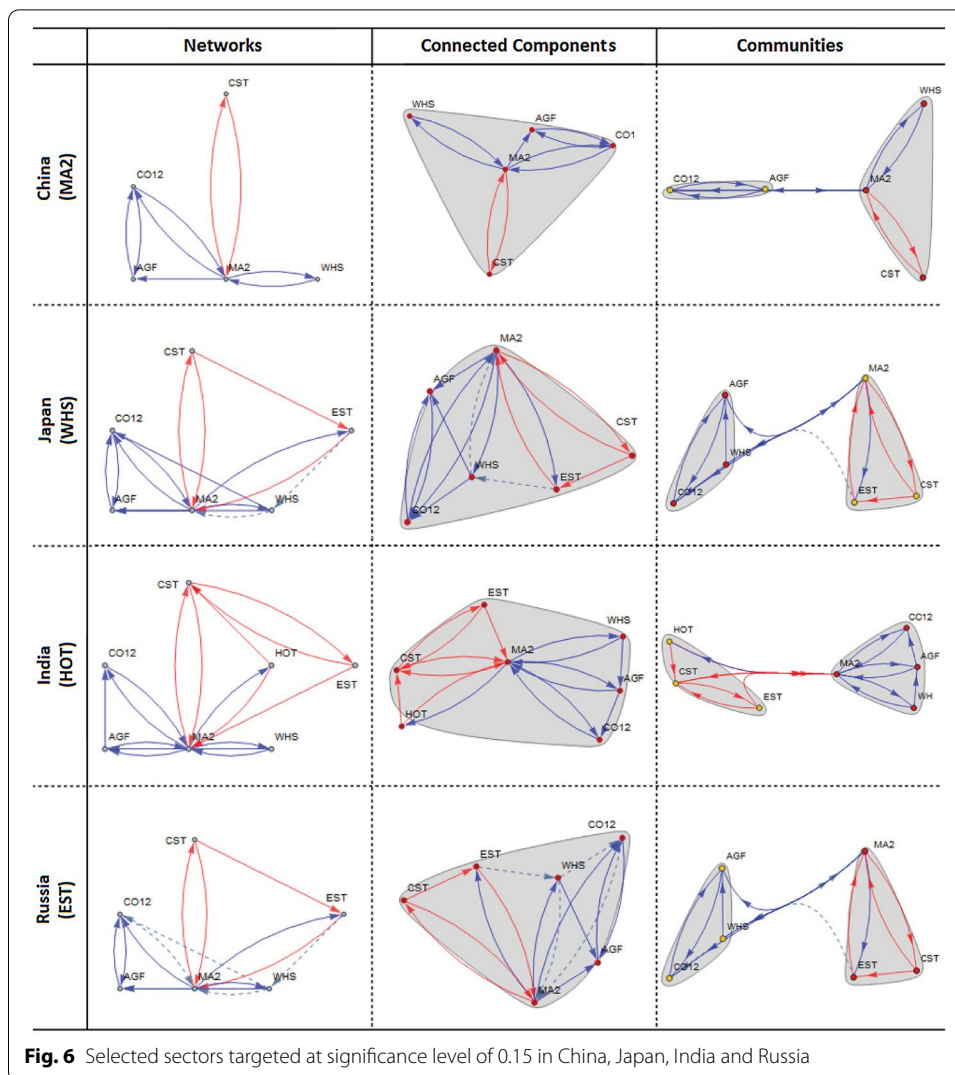 Networks Connected Components Communities
China (MA2)
CST
CO12
AGF MA2 WHS
WHS
AGF
CO1
MA2
CST
WHS
CO12 AGF MA2
CST
Japan (WHS)
CST
CO12 EST
AGF MA2 WHS
MA2
AGF
CST
WHS EST
CO12
MA2
AGF
WHS
CO12 EST CST
India (HOT)
CST
CO12 HOT
EST
AGF MA2 WHS
EST
WHS
MA2
CST
AGF
HOT CO12
HOT CO12
CST MA2 AGF
EST WH
Russia (EST)
CST
CO12 EST
AGF MA2 WHS
CO12
EST WHS
CST
AGF
MA2
MA2
AGF
WHS
CO12 EST CST
Fig. 6 Selected sectors targeted at significance level of 0.15 in China, Japan, India and Russia